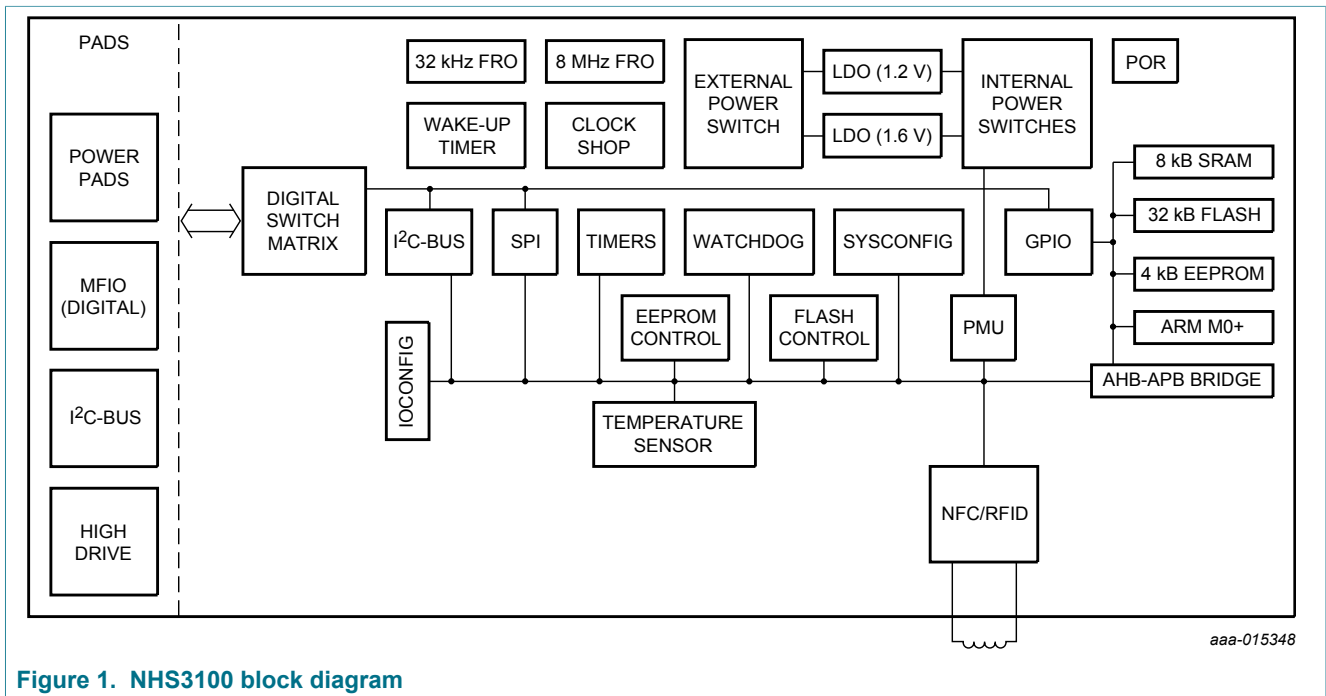 PADS
POWER
PADS
MFIO
(DIGITAL)
I²C-BUS
HIGH
DRIVE
DIGITAL
SWITCH
MATRIX
32 kHz FRO
8 MHz FRO
WAKE-UP
TIMER
CLOCK
SHOP
EXTERNAL
POWER
SWITCH
LDO (1.2 V)
LDO (1.6 V)
INTERNAL
POWER
SWITCHES
POR
I²C-BUS
SPI
TIMERS
WATCHDOG
SYSCONFIG
GPIO
8 kB SRAM
32 kB FLASH
4 kB EEPROM
ARM M0+
AHB-APB BRIDGE
IOCONFIG
EEPROM
CONTROL
FLASH
CONTROL
PMU
TEMPERATURE
SENSOR
NFC/RFID
aaa-015348
Figure 1. NHS3100 block diagram